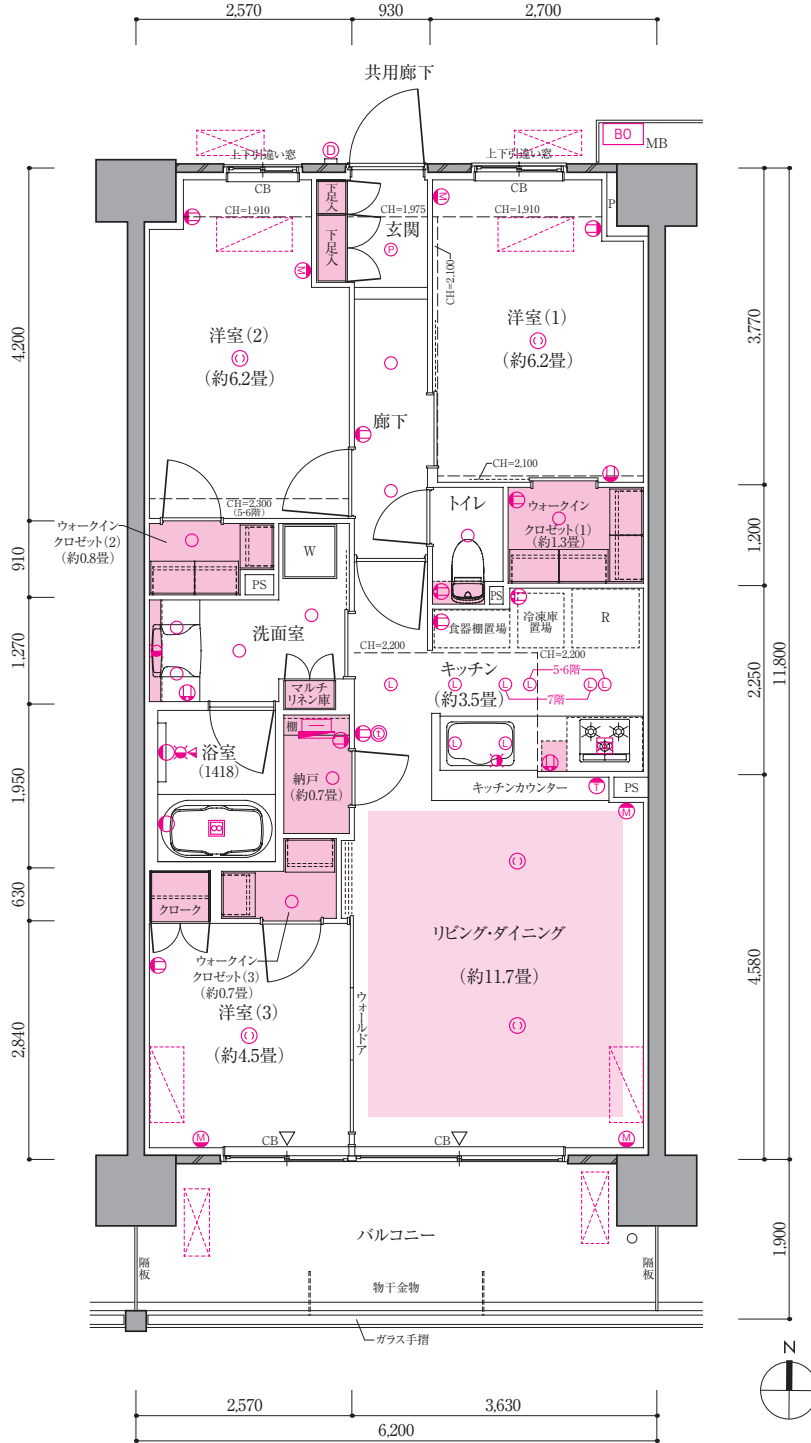 2,570
930
2,700
共用廊下
BO
MB
D
上下引違い窓
上下引違い窓
CB
CB
P
下足入
下足入
M
M
CH=1,910
CH=1,975
CH=1,910
玄関
P
CH=2,100
M
洋室(2)
(約6.2畳)
洋室(1)
(約6.2畳)
4,200
3,770
廊下
CH=2,100
CH=2,300
(5・6階)
トイレ
ウォークイン
クロゼット(1)
(約1.3畳)
ウォークイン
クロゼット(2)
(約0.8畳)
W
PS
PS
910
1,200
洗面室
食器棚置場
冷凍庫
置場
R
1,270
CH=2,200
CH=2,200
キッチン
(約3.5畳)
5・6階
7階
L
L
L
L
L
L
L
L
マルチ
リネン庫
2,250
11,800
棚
t
浴室
(1418)
納戸
(約0.7畳)
1,950
キッチンカウンター
T
PS
M
クローク
630
ウォークイン
クロゼット(3)
(約0.7畳)
リビング・ダイニング
(約11.7畳)
4,580
洋室(3)
(約4.5畳)
ウォールドア
2,840
M
M
CB
CB
バルコニー
1,900
隔板
隔板
物干金物
ガラス手摺
N
2,570
3,630
6,200